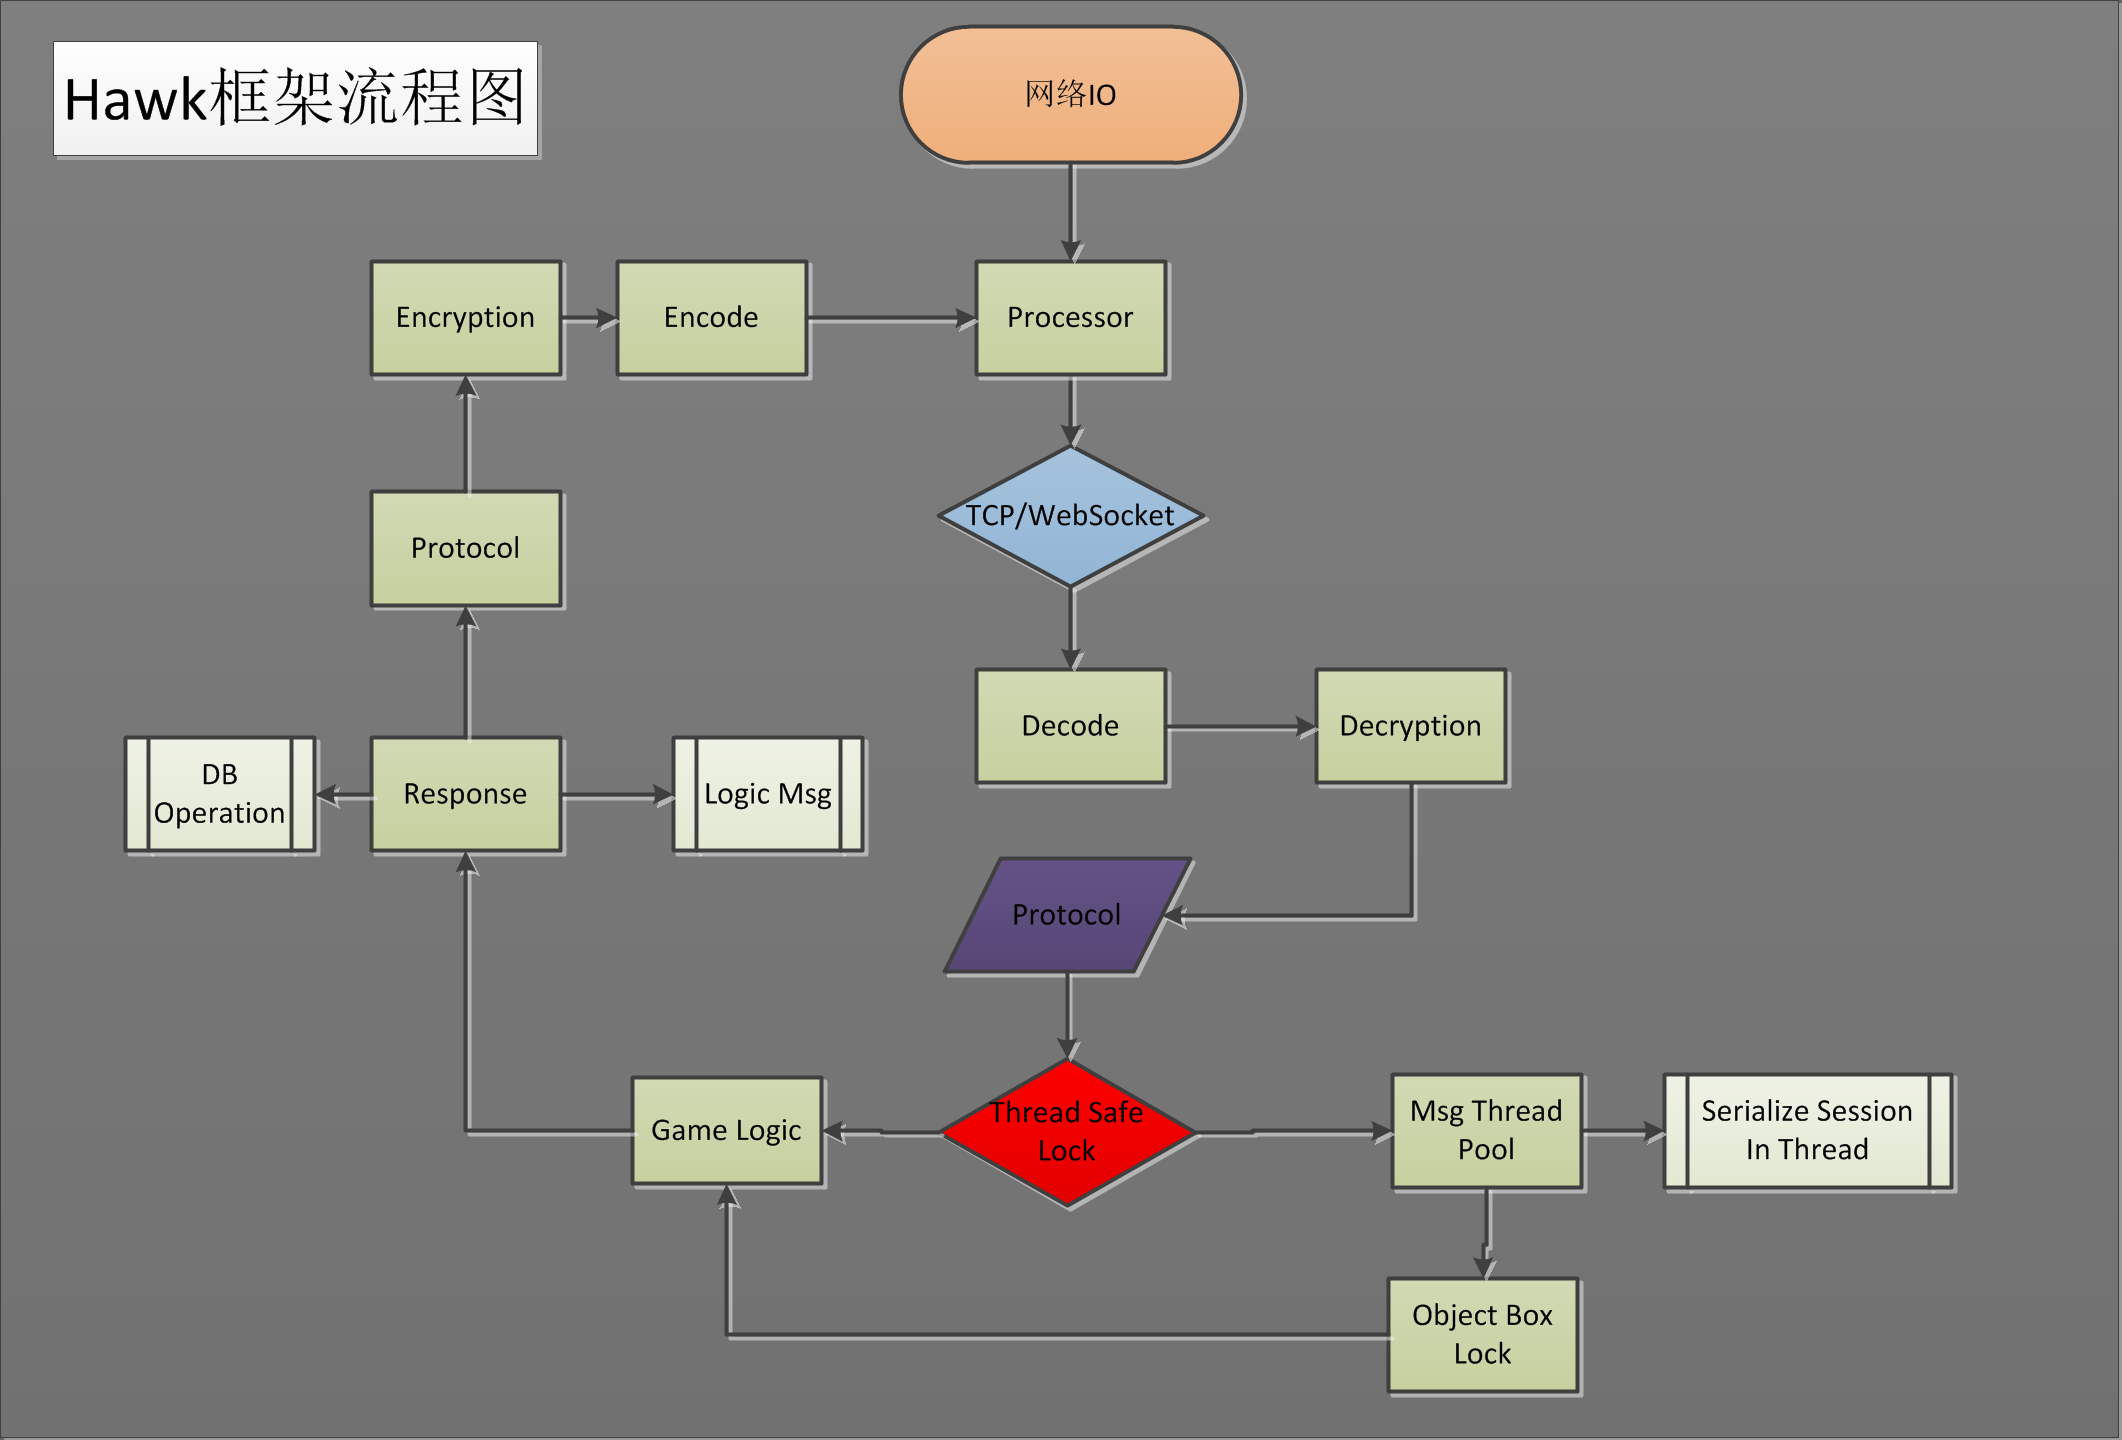 Hawk框架流程图
网络IO
Encryption
Encode
Processor
TCP/WebSocket
Protocol
Decode
Decryption
DB
Operation
Response
Logic Msg
Protocol
Game Logic
Thread Safe
Lock
Msg Thread
Pool
Serialize Session
In Thread
Object Box
Lock